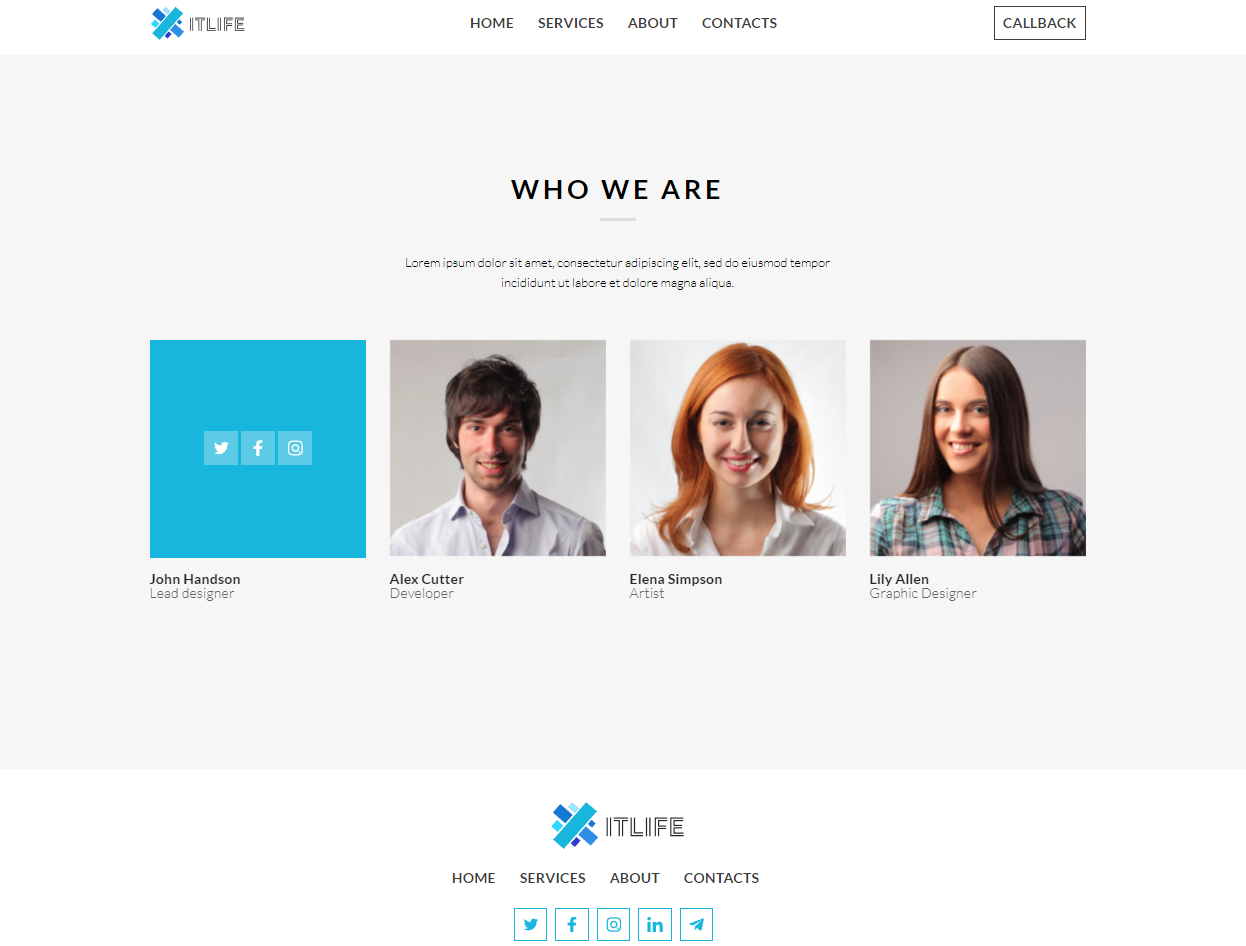 ITLIFE HOME SERVICES ABOUT CONTACTS CALLBACK
WHO WE ARE
Lorem ipsum dolor sit amet, consectetur adipiscing elit, sed do eiusmod tempor
incididunt ut labore et dolore magna aliqua.
John Handson
Lead designer
Alex Cutter
Developer
Elena Simpson
Artist
Lily Allen
Graphic Designer
ITLIFE
HOME SERVICES ABOUT CONTACTS